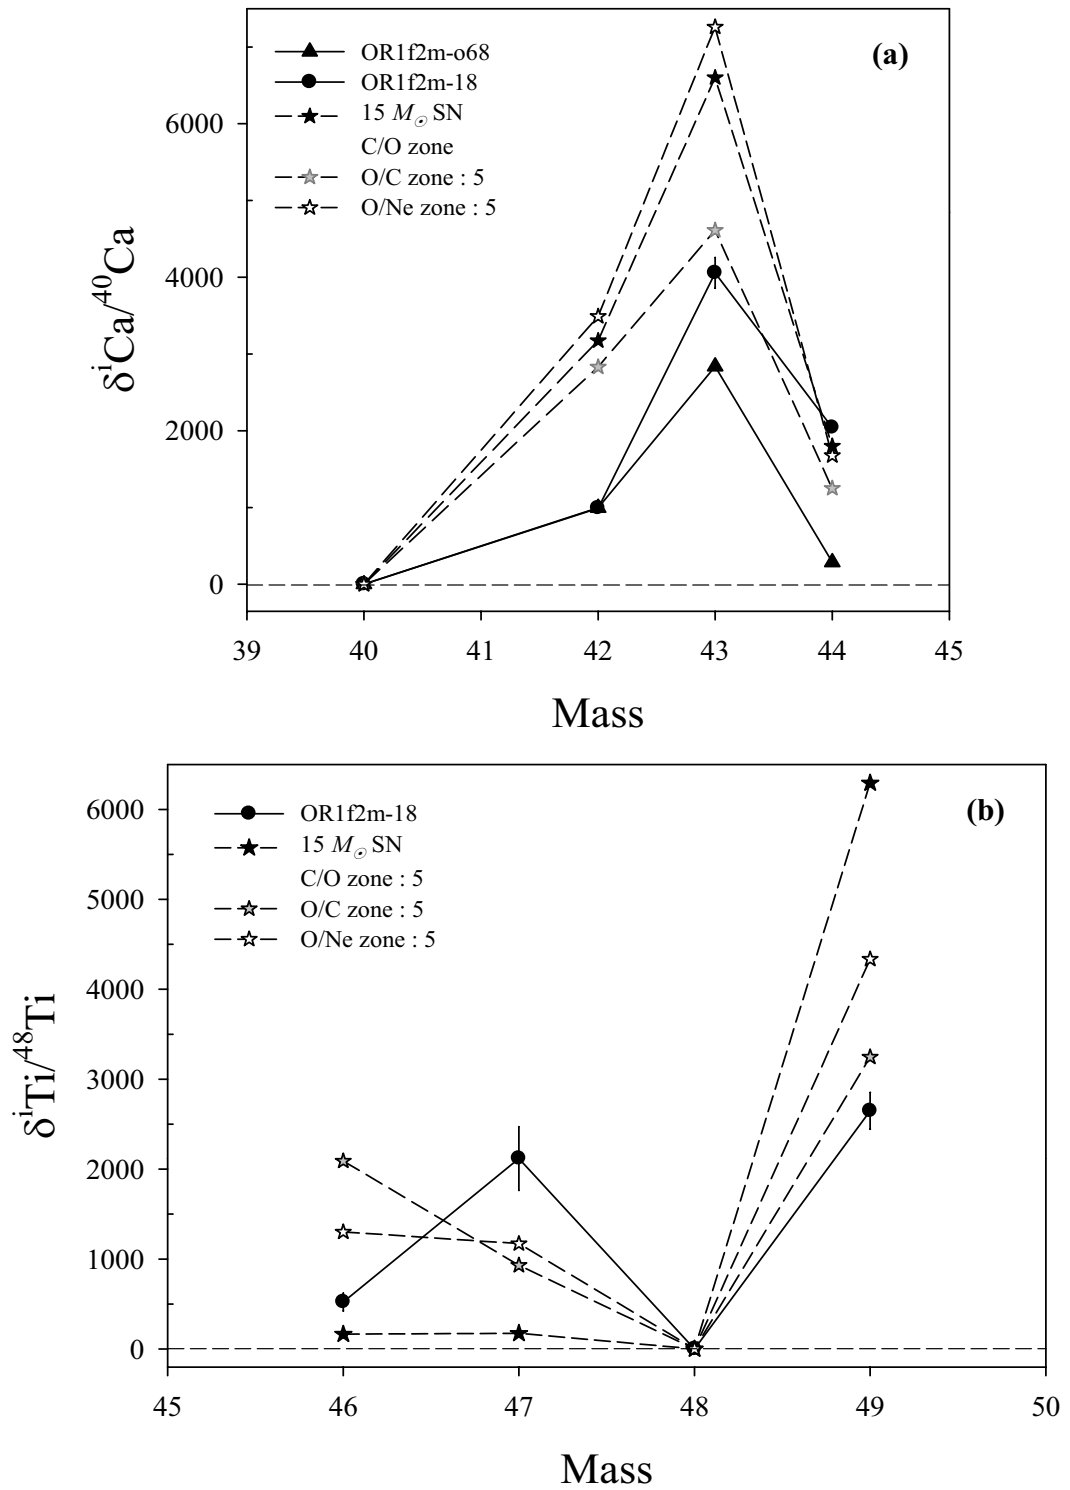 (a)
OR1f2m-o68
OR1f2m-18
15 M☉ SN
C/O zone
O/C zone : 5
O/Ne zone : 5
6000
4000
2000
0
δⁱCa/⁴⁰Ca
39 40 41 42 43 44 45
Mass
(b)
OR1f2m-18
15 M☉ SN
C/O zone : 5
O/C zone : 5
O/Ne zone : 5
6000
5000
4000
3000
2000
1000
0
δⁱTi/⁴⁸Ti
45 46 47 48 49 50
Mass